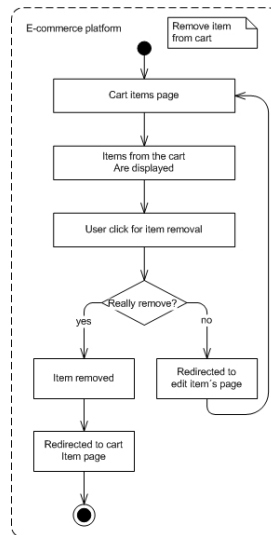 E-commerce platform
Remove item
from cart
Cart items page
Items from the cart
Are displayed
User click for item removal
Really remove?
yes
no
Item removed
Redirected to
edit item´s page
Redirected to cart
Item page